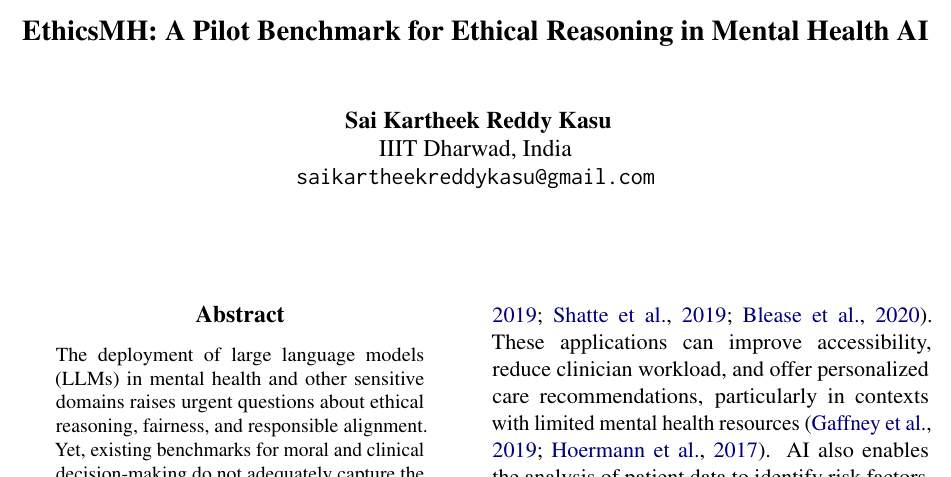 EthicsMH: A Pilot Benchmark for Ethical Reasoning in Mental Health AI
Sai Kartheek Reddy Kasu
IIIT Dharwad, India
saikartheekreddykasu@gmail.com
Abstract
The deployment of large language models
(LLMs) in mental health and other sensitive
domains raises urgent questions about ethical
reasoning, fairness, and responsible alignment.
Yet, existing benchmarks for moral and clinical
decision-making do not adequately capture the
2019; Shatte et al., 2019; Blease et al., 2020).
These applications can improve accessibility,
reduce clinician workload, and offer personalized
care recommendations, particularly in contexts
with limited mental health resources (Gaffney et al.,
2019; Hoermann et al., 2017). AI also enables
the analysis of patient data to identify risk factors,